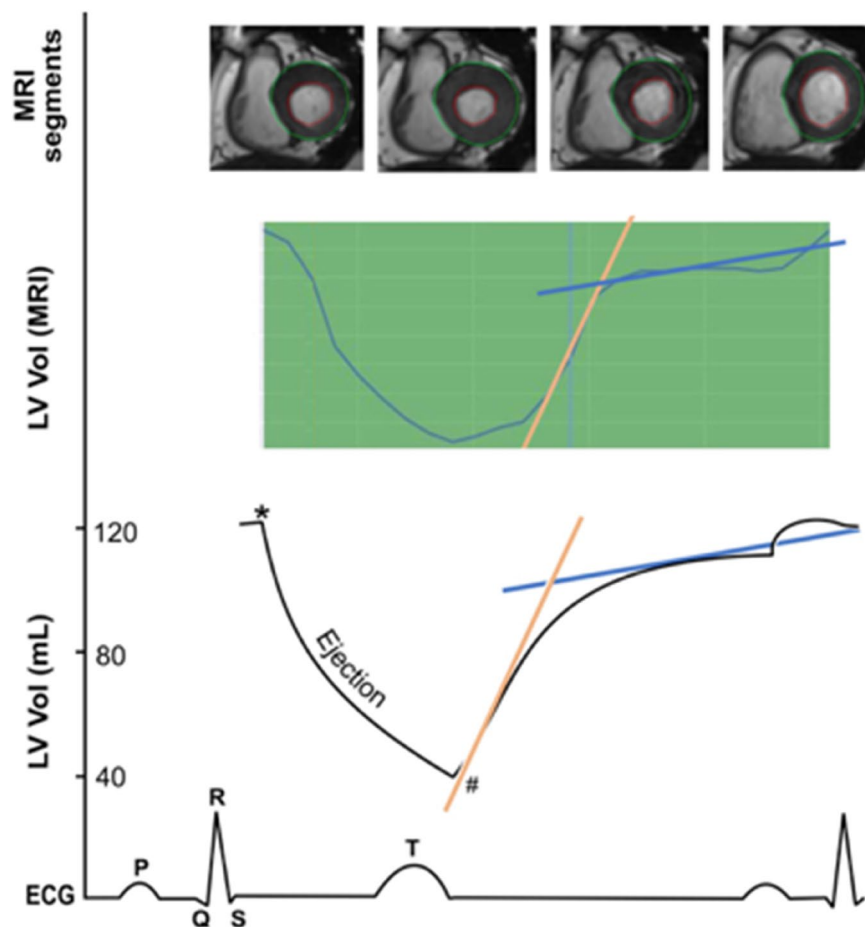 MRI
segments
LV Vol (MRI)
LV Vol (mL)
120
*
80
Ejection
40
#
R
P
T
ECG
Q
S